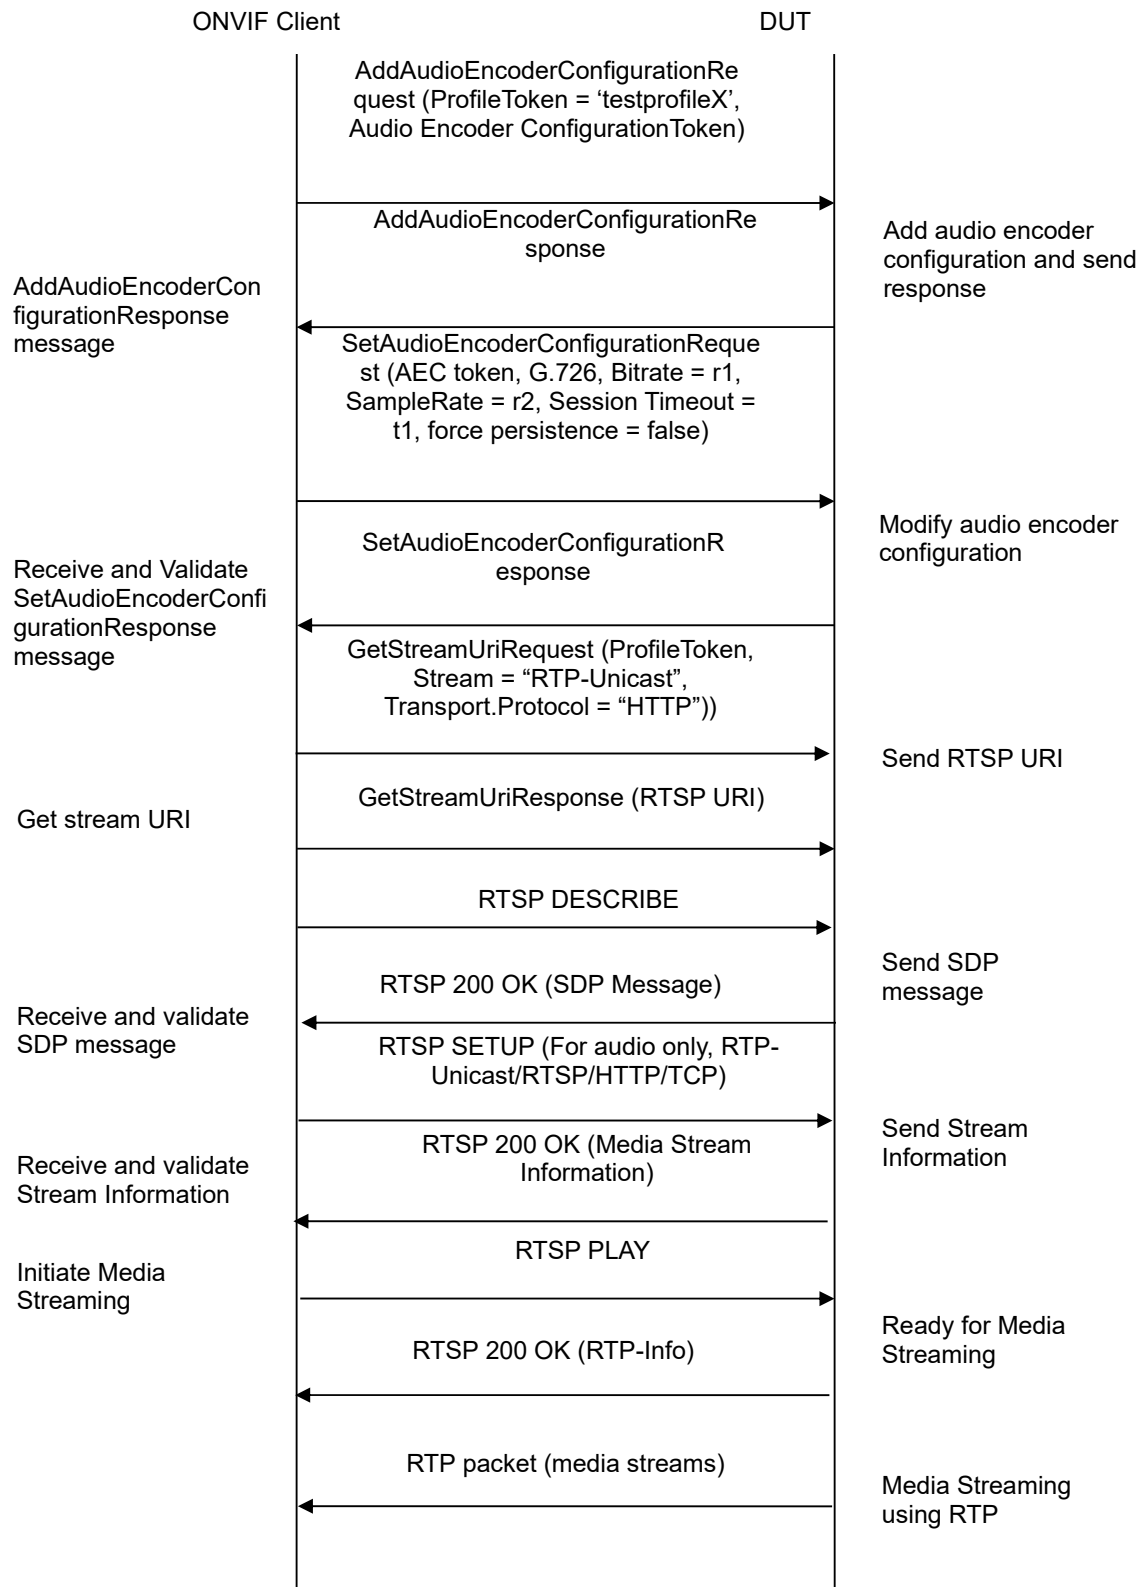 ONVIF Client
DUT
AddAudioEncoderConfigurationRe
quest (ProfileToken = ‘testprofileX’,
Audio Encoder ConfigurationToken)
AddAudioEncoderConfigurationRe
sponse
Add audio encoder
configuration and send
response
AddAudioEncoderCon
figurationResponse
message
SetAudioEncoderConfigurationReque
st (AEC token, G.726, Bitrate = r1,
SampleRate = r2, Session Timeout =
t1, force persistence = false)
Modify audio encoder
configuration
SetAudioEncoderConfigurationR
esponse
Receive and Validate
SetAudioEncoderConfi
gurationResponse
message
GetStreamUriRequest (ProfileToken,
Stream = “RTP-Unicast”,
Transport.Protocol = “HTTP”))
Send RTSP URI
GetStreamUriResponse (RTSP URI)
Get stream URI
RTSP DESCRIBE
Send SDP
message
RTSP 200 OK (SDP Message)
Receive and validate
SDP message
RTSP SETUP (For audio only, RTP-
Unicast/RTSP/HTTP/TCP)
Send Stream
Information
RTSP 200 OK (Media Stream
Information)
Receive and validate
Stream Information
RTSP PLAY
Initiate Media
Streaming
Ready for Media
Streaming
RTSP 200 OK (RTP-Info)
RTP packet (media streams)
Media Streaming
using RTP